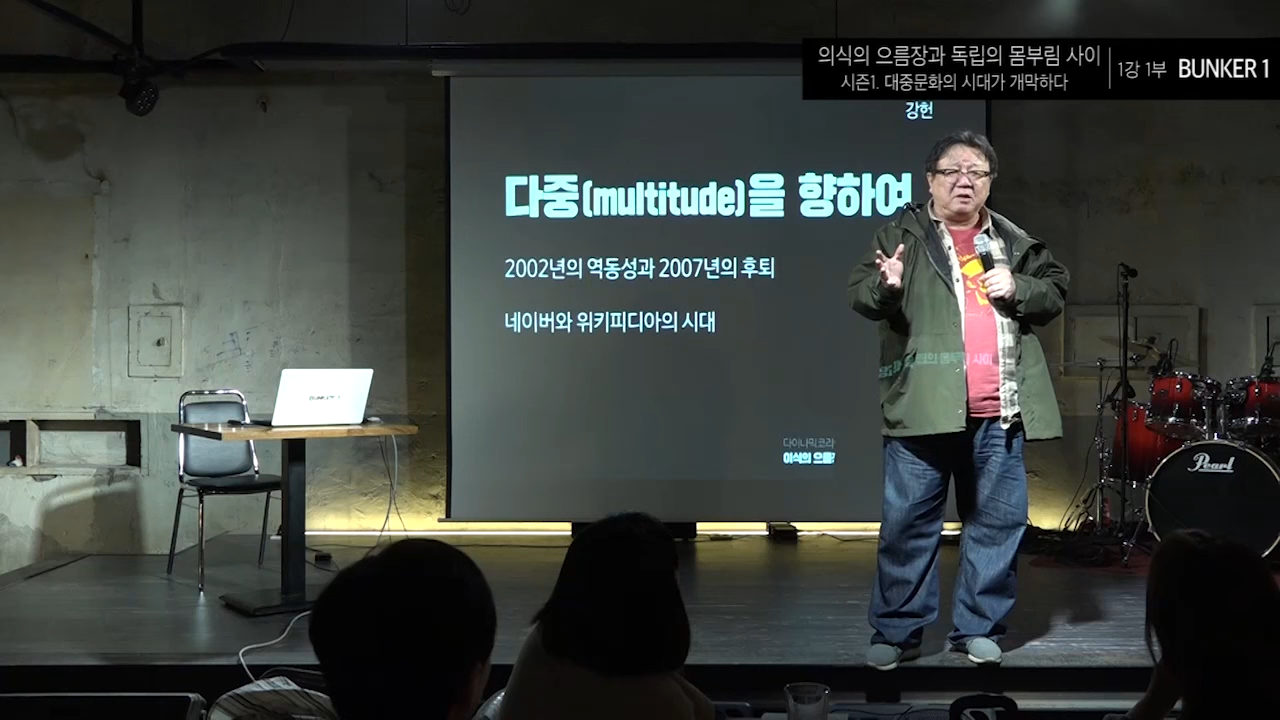 의식의 으름장과 독립의 몸부림 사이
시즌1. 대중문화의 시대가 개막하다
1강 1부
BUNKER 1
강헌
다중(multitude)을 향하여
2002년의 역동성과 2007년의 후퇴
네이버와 위키피디아의 시대
다이나믹코리
이식의 으름
BUNKER 1
Pearl